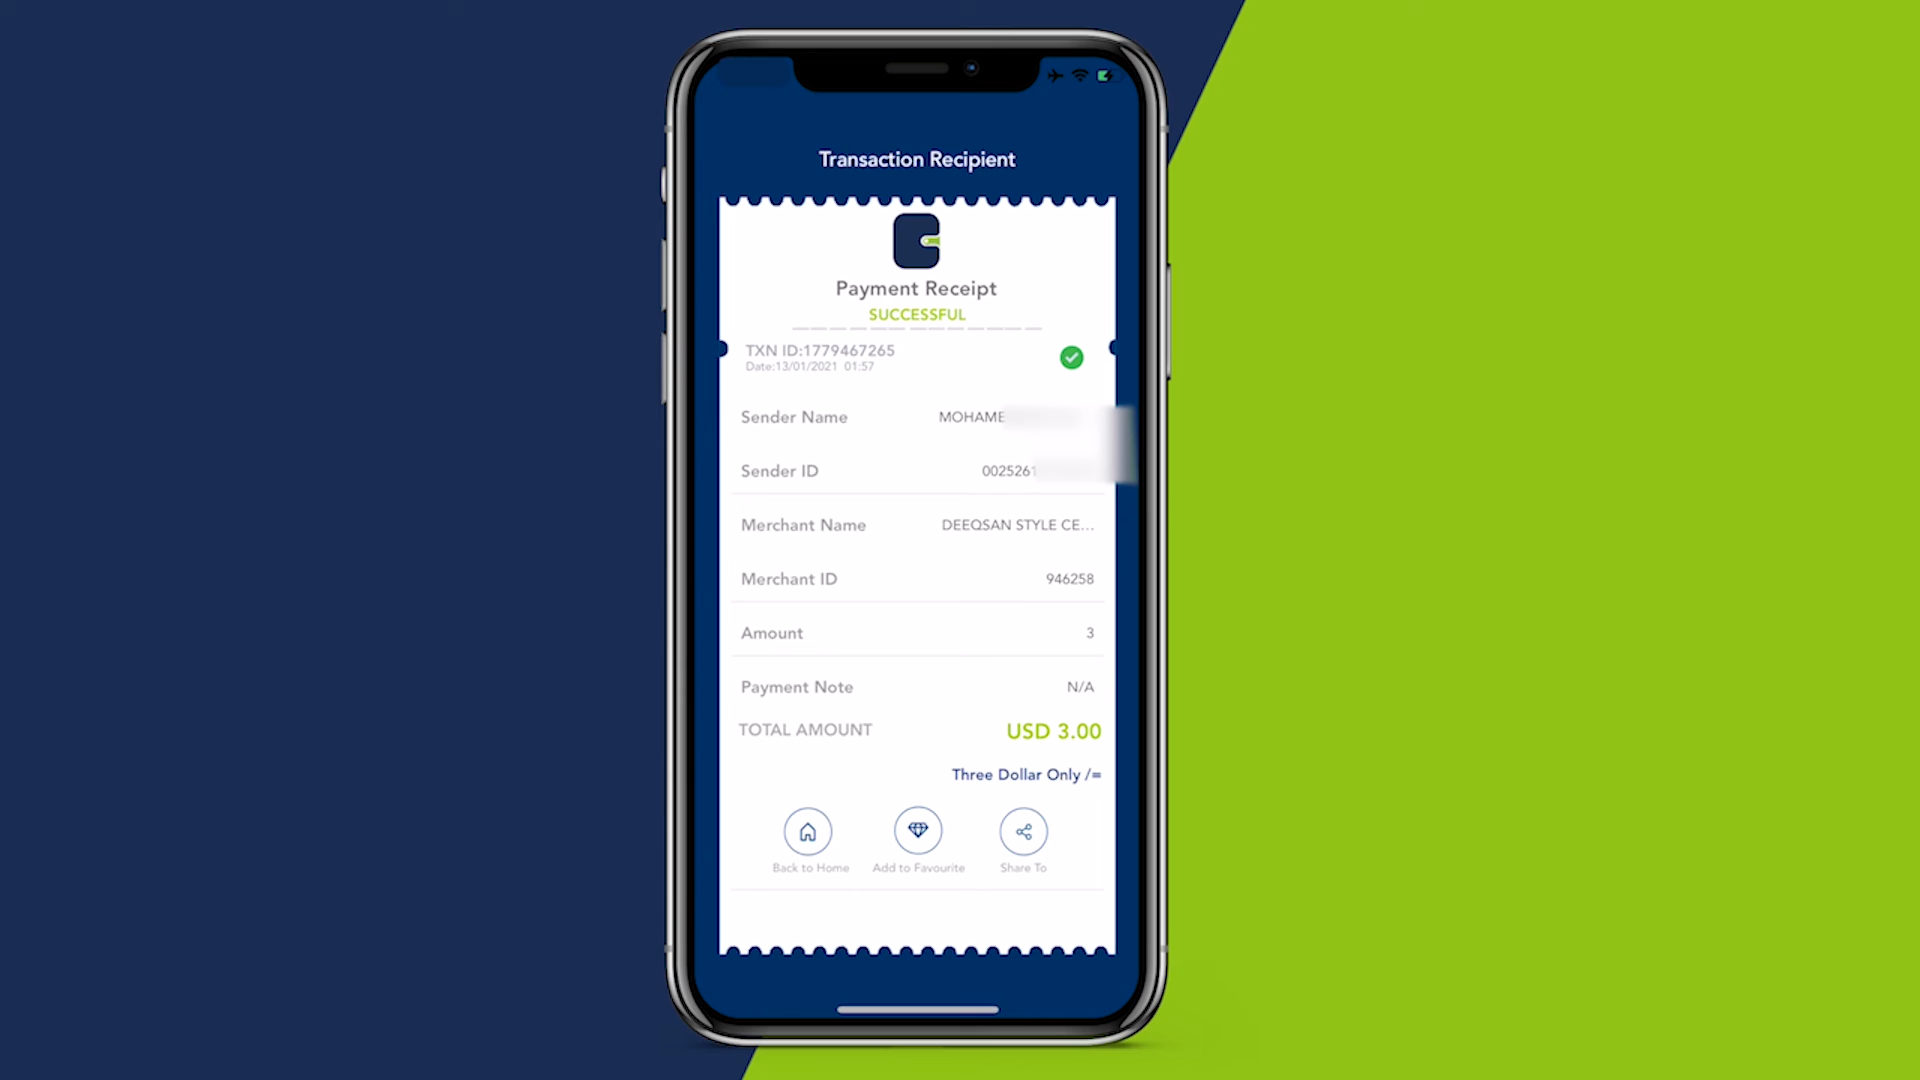 Transaction Recipient
Payment Receipt
SUCCESSFUL
TXN ID:1779467265
Date:13/01/2021 01:57
Sender Name MOHAME
Sender ID 0025261
Merchant Name DEEQSAN STYLE CE...
Merchant ID 946258
Amount 3
Payment Note N/A
TOTAL AMOUNT USD 3.00
Three Dollar Only /=
Back to Home Add to Favourite Share To